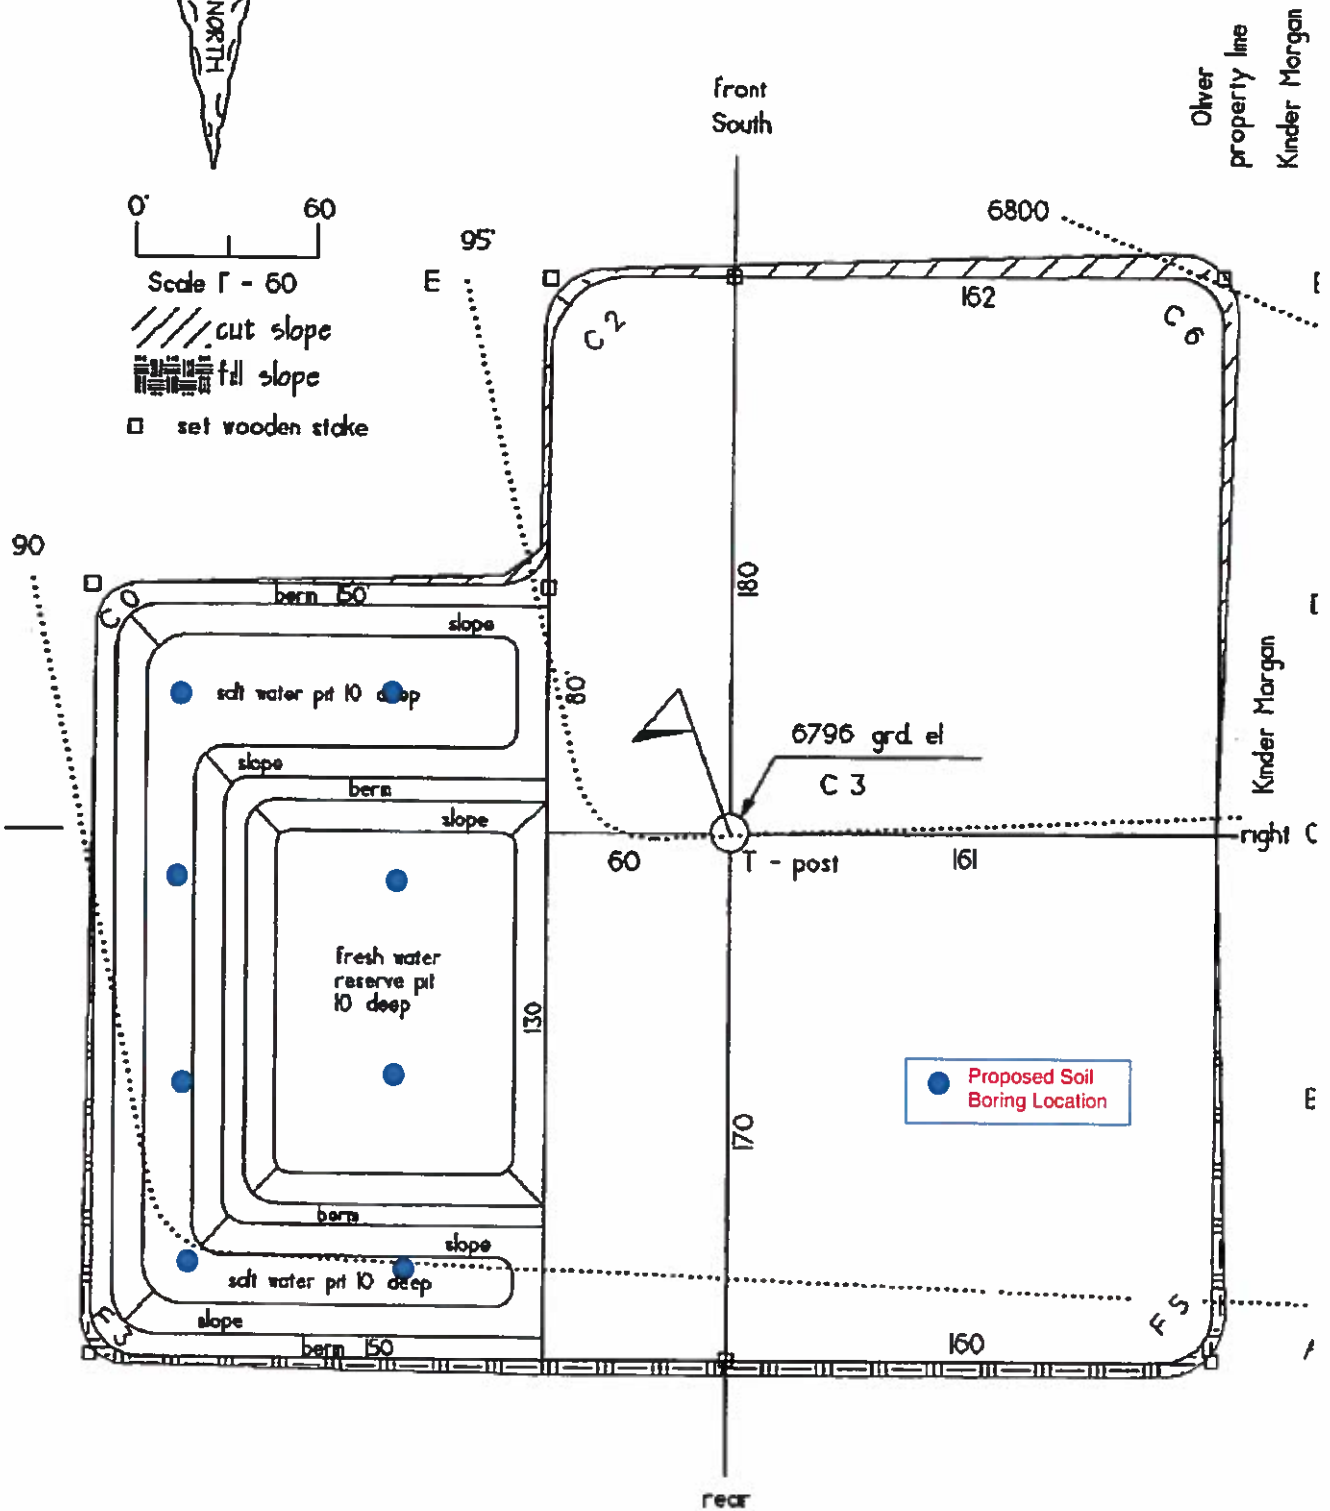 NORTH
front
South
Oliver
property line
Kinder Morgan
0'
60
Scale 1" - 60
cut slope
fill slope
set wooden stake
95'
E
6800
162
C 2
C 6
90
C 0
berm 150'
slope
salt water pit 10 deep
80'
180
slope
berm
slope
6796 grd. el
C 3
Kinder Morgan
right C
60
T - post
161
fresh water
reserve pit
10 deep
130
Proposed Soil
Boring Location
170
berm
slope
salt water pit 10 deep
slope
berm 150
F 5
160
rear